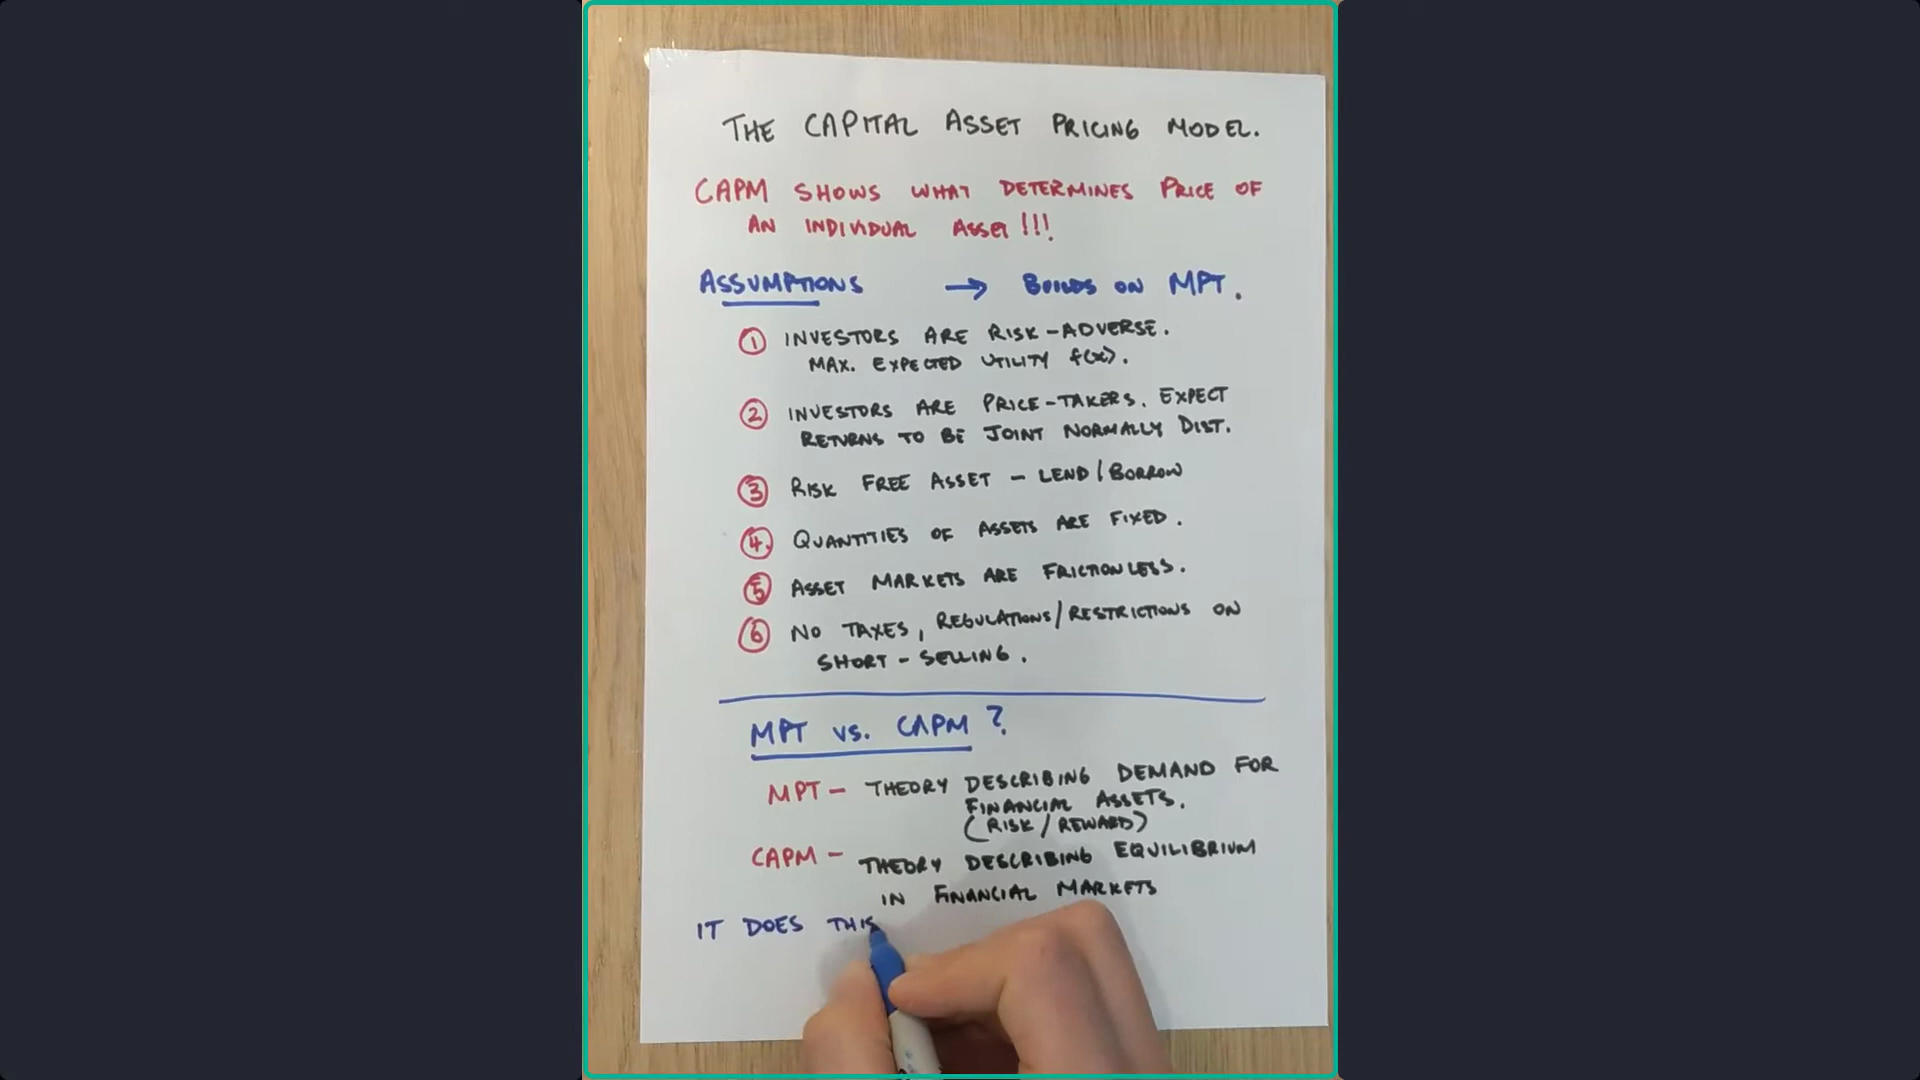 THE CAPITAL ASSET PRICING MODEL.
CAPM SHOWS WHAT DETERMINES PRICE OF
AN INDIVIDUAL ASSET!!!
ASSUMPTIONS → BUILDS ON MPT.
① INVESTORS ARE RISK-ADVERSE.
MAX. EXPECTED UTILITY f(x).
② INVESTORS ARE PRICE-TAKERS. EXPECT
RETURNS TO BE JOINT NORMALLY DIST.
③ RISK FREE ASSET - LEND/BORROW
④ QUANTITIES OF ASSETS ARE FIXED.
⑤ ASSET MARKETS ARE FRICTIONLESS.
⑥ NO TAXES, REGULATIONS/RESTRICTIONS ON
SHORT-SELLING.
MPT VS. CAPM?
MPT - THEORY DESCRIBING DEMAND FOR
FINANCIAL ASSETS.
(RISK/REWARD)
CAPM - THEORY DESCRIBING EQUILIBRIUM
IN FINANCIAL MARKETS
IT DOES THIS